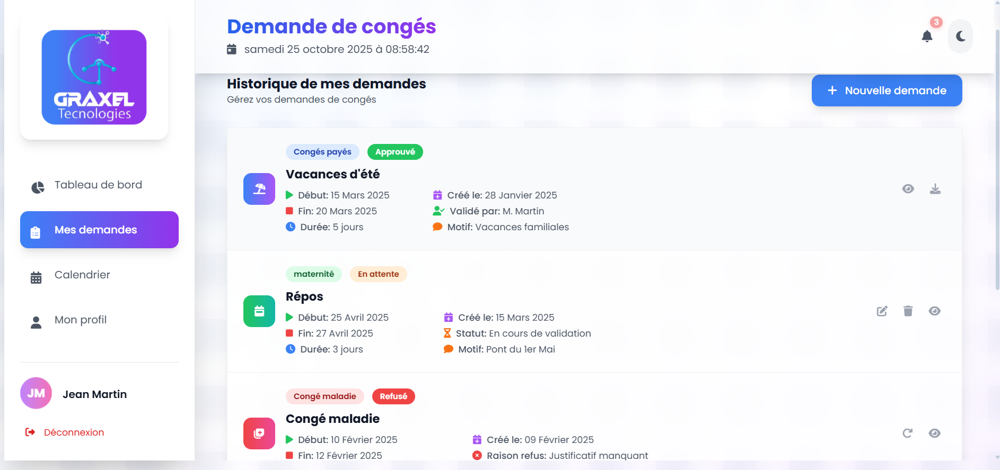 GRAXEL
Tecnologies
Tableau de bord
Mes demandes
Calendrier
Mon profil
JM
Jean Martin
Déconnexion
Demande de congés
samedi 25 octobre 2025 à 08:58:42
3
Historique de mes demandes
Gérez vos demandes de congés
Nouvelle demande
Congés payés
Approuvé
Vacances d'été
Début: 15 Mars 2025
Fin: 20 Mars 2025
Durée: 5 jours
Créé le: 28 Janvier 2025
Validé par: M. Martin
Motif: Vacances familiales
maternité
En attente
Répos
Début: 25 Avril 2025
Fin: 27 Avril 2025
Durée: 3 jours
Créé le: 15 Mars 2025
Statut: En cours de validation
Motif: Pont du 1er Mai
Congé maladie
Refusé
Congé maladie
Début: 10 Février 2025
Fin: 12 Février 2025
Créé le: 09 Février 2025
Raison refus: Justificatif manquant